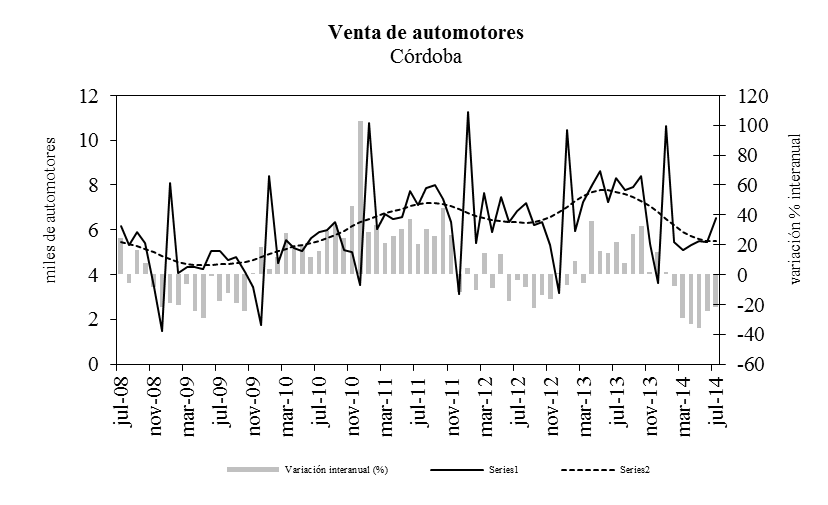 Venta de automotores
Córdoba
miles de automotores
12
10
8
6
4
2
0
120
100
80
60
40
20
0
-20
-40
-60
variación % interanual
jul-08
nov-08
mar-09
jul-09
nov-09
mar-10
jul-10
nov-10
mar-11
jul-11
nov-11
mar-12
jul-12
nov-12
mar-13
jul-13
nov-13
mar-14
jul-14
Variación interanual (%)
Series1
Series2